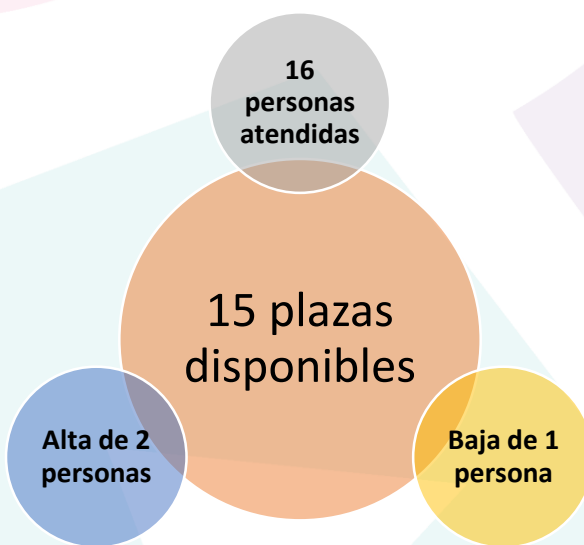 16
personas
atendidas
15 plazas
disponibles
Alta de 2
personas
Baja de 1
persona